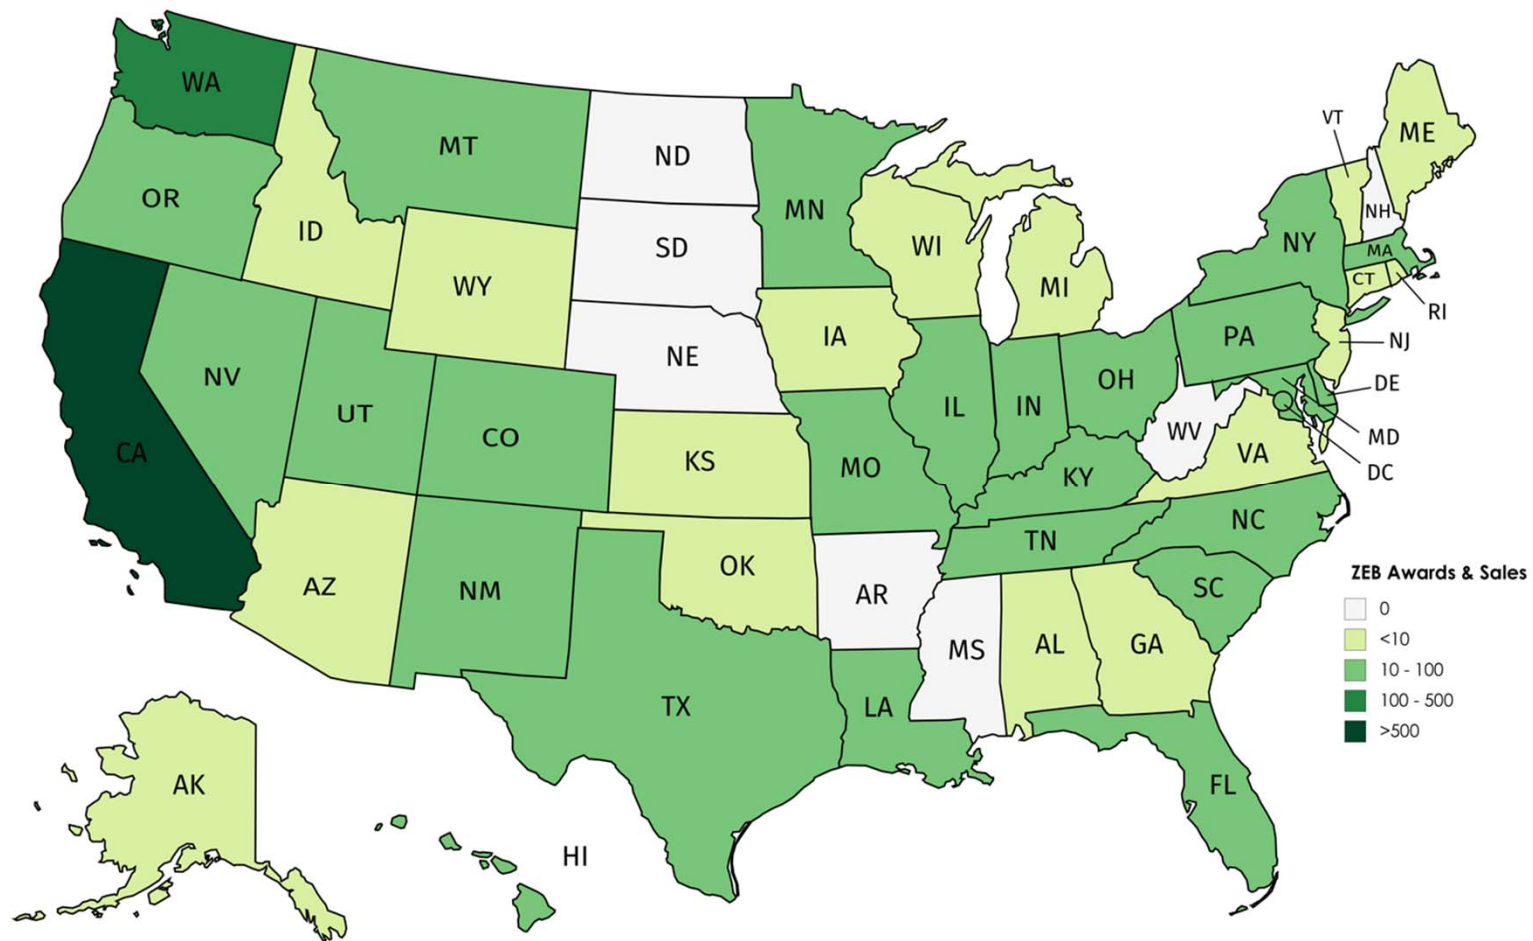 WA
MT
ND
MN
VT
ME
OR
ID
SD
WI
NH
NY
MA
WY
MI
CT
RI
IA
PA
NJ
NE
NV
UT
CO
IL
IN
OH
DE
MD
DC
CA
KS
MO
KY
WV
VA
NC
TN
AZ
NM
OK
AR
SC
MS
AL
GA
TX
LA
FL
AK
HI
ZEB Awards & Sales
0
<10
10 - 100
100 - 500
>500